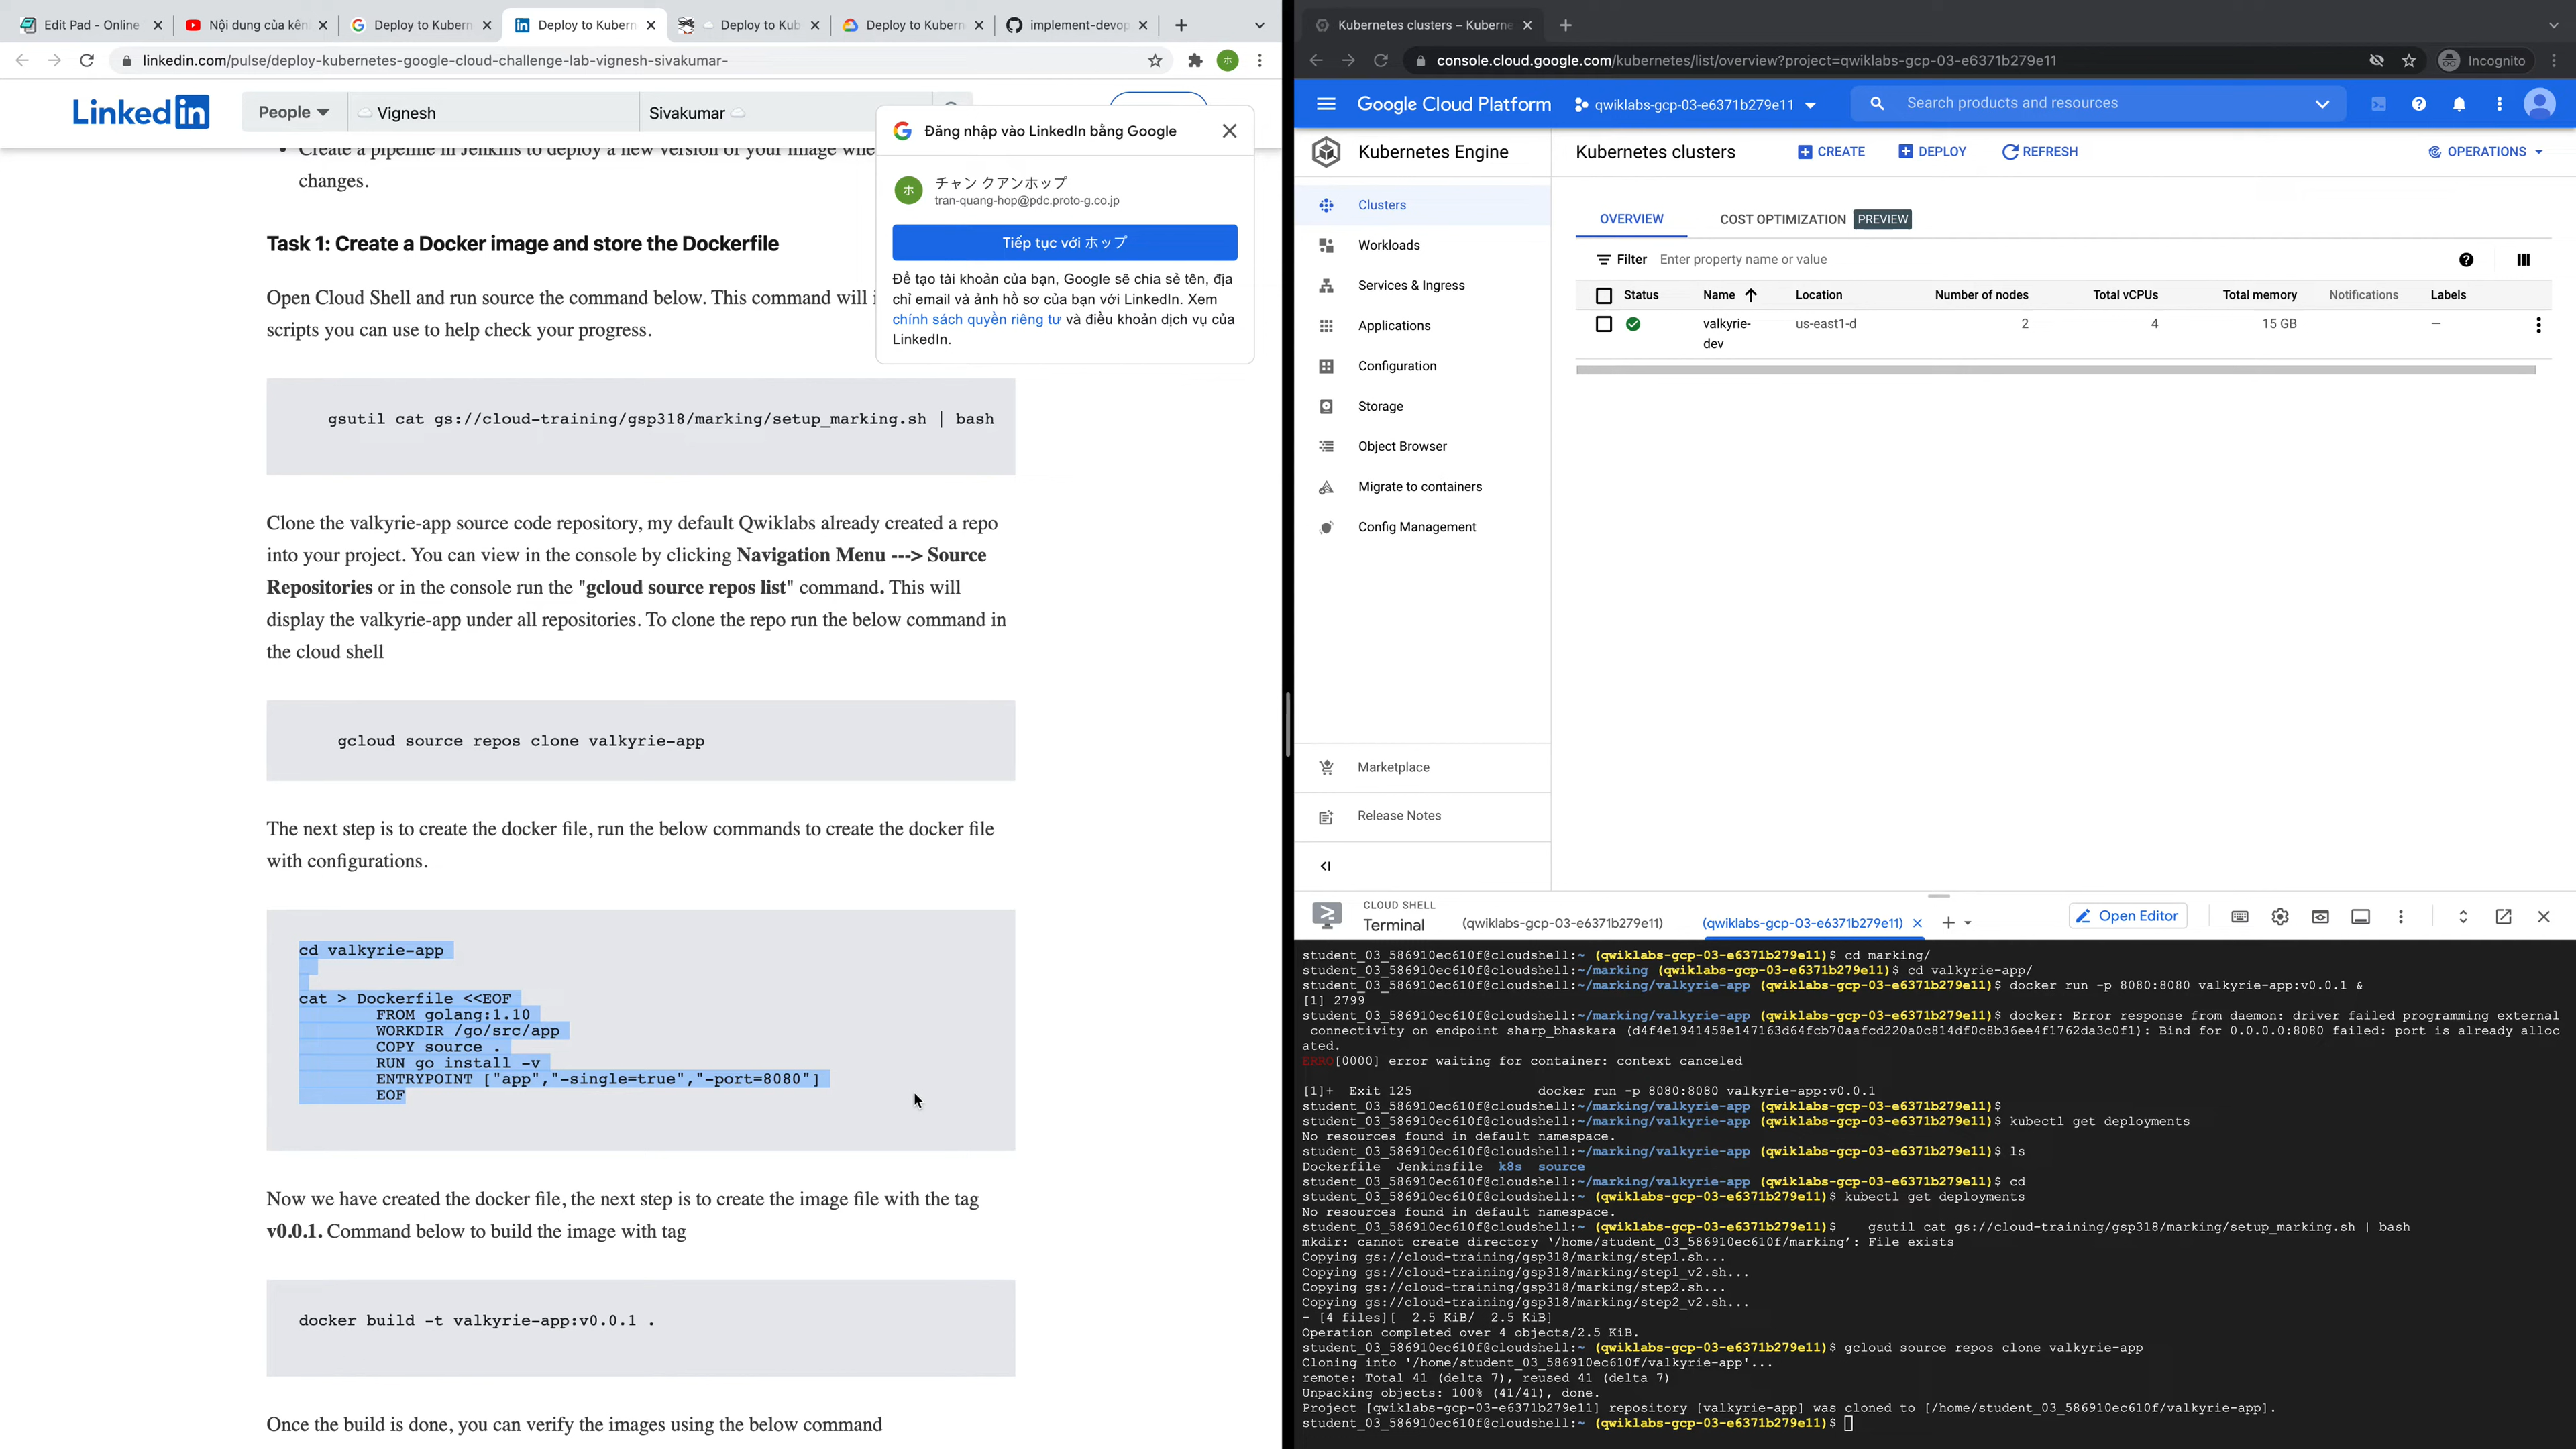 Edit Pad - Online
Nội dung của kên
Deploy to Kubern
Deploy to Kubern
Deploy to Kub
Deploy to Kubern
implement-devop
linkedin.com/pulse/deploy-kubernetes-google-cloud-challenge-lab-vignesh-sivakumar-
ホ
LinkedIn
People
Vignesh
Sivakumar
Đăng nhập vào LinkedIn bằng Google
ホ
チャン クアンホップ
tran-quang-hop@pdc.proto-g.co.jp
Tiếp tục với ホップ
Để tạo tài khoản của bạn, Google sẽ chia sẻ tên, địa
chỉ email và ảnh hồ sơ của bạn với LinkedIn. Xem
chính sách quyền riêng tư và điều khoản dịch vụ của
LinkedIn.
• Create a pipeline in Jenkins to deploy a new version of your image whe
changes.
Task 1: Create a Docker image and store the Dockerfile
Open Cloud Shell and run source the command below. This command will i
scripts you can use to help check your progress.
gsutil cat gs://cloud-training/gsp318/marking/setup_marking.sh | bash
Clone the valkyrie-app source code repository, my default Qwiklabs already created a repo
into your project. You can view in the console by clicking Navigation Menu ---> Source
Repositories or in the console run the "gcloud source repos list" command. This will
display the valkyrie-app under all repositories. To clone the repo run the below command in
the cloud shell
gcloud source repos clone valkyrie-app
The next step is to create the docker file, run the below commands to create the docker file
with configurations.
cd valkyrie-app
cat > Dockerfile <<EOF
FROM golang:1.10
WORKDIR /go/src/app
COPY source .
RUN go install -v
ENTRYPOINT ["app","-single=true","-port=8080"]
EOF
Now we have created the docker file, the next step is to create the image file with the tag
v0.0.1. Command below to build the image with tag
docker build -t valkyrie-app:v0.0.1 .
Once the build is done, you can verify the images using the below command
Kubernetes clusters – Kuberne
console.cloud.google.com/kubernetes/list/overview?project=qwiklabs-gcp-03-e6371b279e11
Incognito
Google Cloud Platform
qwiklabs-gcp-03-e6371b279e11
Search products and resources
Kubernetes Engine
Kubernetes clusters
CREATE
DEPLOY
REFRESH
OPERATIONS
Clusters
Workloads
Services & Ingress
Applications
Configuration
Storage
Object Browser
Migrate to containers
Config Management
Marketplace
Release Notes
OVERVIEW
COST OPTIMIZATION PREVIEW
Filter Enter property name or value
Status Name Location Number of nodes Total vCPUs Total memory Notifications Labels
valkyrie-
dev us-east1-d 2 4 15 GB –
CLOUD SHELL
Terminal
(qwiklabs-gcp-03-e6371b279e11)
(qwiklabs-gcp-03-e6371b279e11)
Open Editor
student_03_586910ec610f@cloudshell:~ (qwiklabs-gcp-03-e6371b279e11)$ cd marking/
student_03_586910ec610f@cloudshell:~/marking (qwiklabs-gcp-03-e6371b279e11)$ cd valkyrie-app/
student_03_586910ec610f@cloudshell:~/marking/valkyrie-app (qwiklabs-gcp-03-e6371b279e11)$ docker run -p 8080:8080 valkyrie-app:v0.0.1 &
[1] 2799
student_03_586910ec610f@cloudshell:~/marking/valkyrie-app (qwiklabs-gcp-03-e6371b279e11)$ docker: Error response from daemon: driver failed programming external
connectivity on endpoint sharp_bhaskara (d4f4e1941458e147163d64fcb70aafcd220a0c814df0c8b36ee4f1762da3c0f1): Bind for 0.0.0.0:8080 failed: port is already alloc
ated.
ERRO[0000] error waiting for container: context canceled
[1]+  Exit 125                docker run -p 8080:8080 valkyrie-app:v0.0.1
student_03_586910ec610f@cloudshell:~/marking/valkyrie-app (qwiklabs-gcp-03-e6371b279e11)$
student_03_586910ec610f@cloudshell:~/marking/valkyrie-app (qwiklabs-gcp-03-e6371b279e11)$ kubectl get deployments
No resources found in default namespace.
student_03_586910ec610f@cloudshell:~/marking/valkyrie-app (qwiklabs-gcp-03-e6371b279e11)$ ls
Dockerfile  Jenkinsfile  k8s  source
student_03_586910ec610f@cloudshell:~/marking/valkyrie-app (qwiklabs-gcp-03-e6371b279e11)$ cd
student_03_586910ec610f@cloudshell:~ (qwiklabs-gcp-03-e6371b279e11)$ kubectl get deployments
No resources found in default namespace.
student_03_586910ec610f@cloudshell:~ (qwiklabs-gcp-03-e6371b279e11)$    gsutil cat gs://cloud-training/gsp318/marking/setup_marking.sh | bash
mkdir: cannot create directory ‘/home/student_03_586910ec610f/marking’: File exists
Copying gs://cloud-training/gsp318/marking/step1.sh...
Copying gs://cloud-training/gsp318/marking/step1_v2.sh...
Copying gs://cloud-training/gsp318/marking/step2.sh...
Copying gs://cloud-training/gsp318/marking/step2_v2.sh...
- [4 files][  2.5 KiB/  2.5 KiB]
Operation completed over 4 objects/2.5 KiB.
student_03_586910ec610f@cloudshell:~ (qwiklabs-gcp-03-e6371b279e11)$ gcloud source repos clone valkyrie-app
Cloning into '/home/student_03_586910ec610f/valkyrie-app'...
remote: Total 41 (delta 7), reused 41 (delta 7)
Unpacking objects: 100% (41/41), done.
Project [qwiklabs-gcp-03-e6371b279e11] repository [valkyrie-app] was cloned to [/home/student_03_586910ec610f/valkyrie-app].
student_03_586910ec610f@cloudshell:~ (qwiklabs-gcp-03-e6371b279e11)$